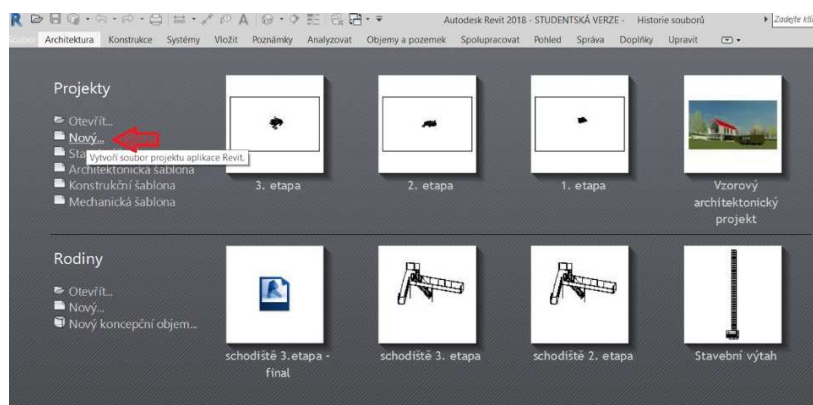 Autodesk Revit 2018 - STUDENTSKÁ VERZE - Historie souborů
Zadejte klí
Soubor Architektura Konstrukce Systémy Vložit Poznámky Analyzovat Objemy a pozemek Spolupracovat Pohled Správa Doplňky Upravit
Projekty
Otevřít...
Nový...
Vytvoří soubor projektu aplikace Revit.
Architektonická šablona
Konstrukční šablona
Mechanická šablona
3. etapa
2. etapa
1. etapa
Vzorový
architektonický
projekt
Rodiny
Otevřít...
Nový...
Nový koncepční objem...
schodiště 3.etapa -
final
schodiště 3. etapa
schodiště 2. etapa
Stavební výtah